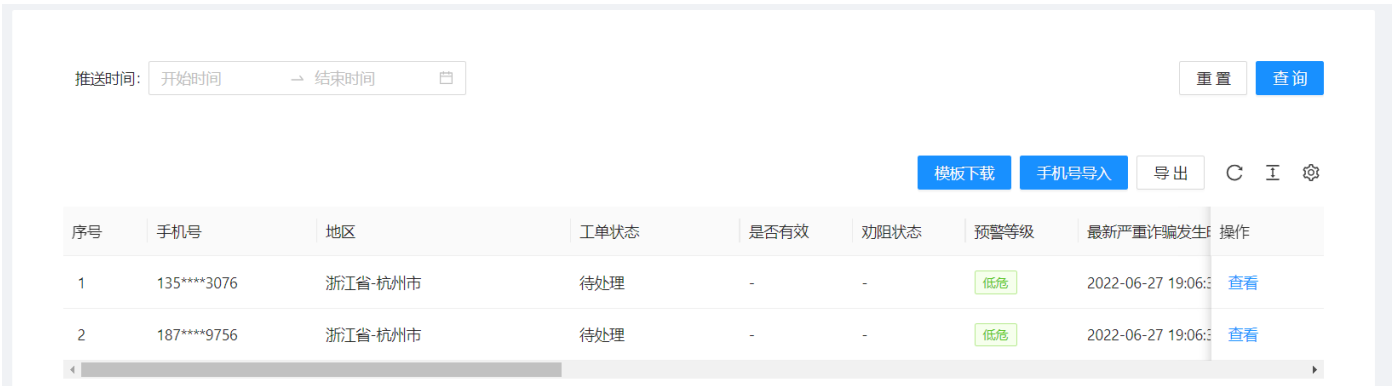 推送时间: 开始时间 → 结束时间 重 置 查 询
模板下载 手机号导入 导 出
序号 手机号 地区 工单状态 是否有效 劝阻状态 预警等级 最新严重诈骗发生 操作
1 135****3076 浙江省-杭州市 待处理 - - 低危 2022-06-27 19:06: 查看
2 187****9756 浙江省-杭州市 待处理 - - 低危 2022-06-27 19:06: 查看